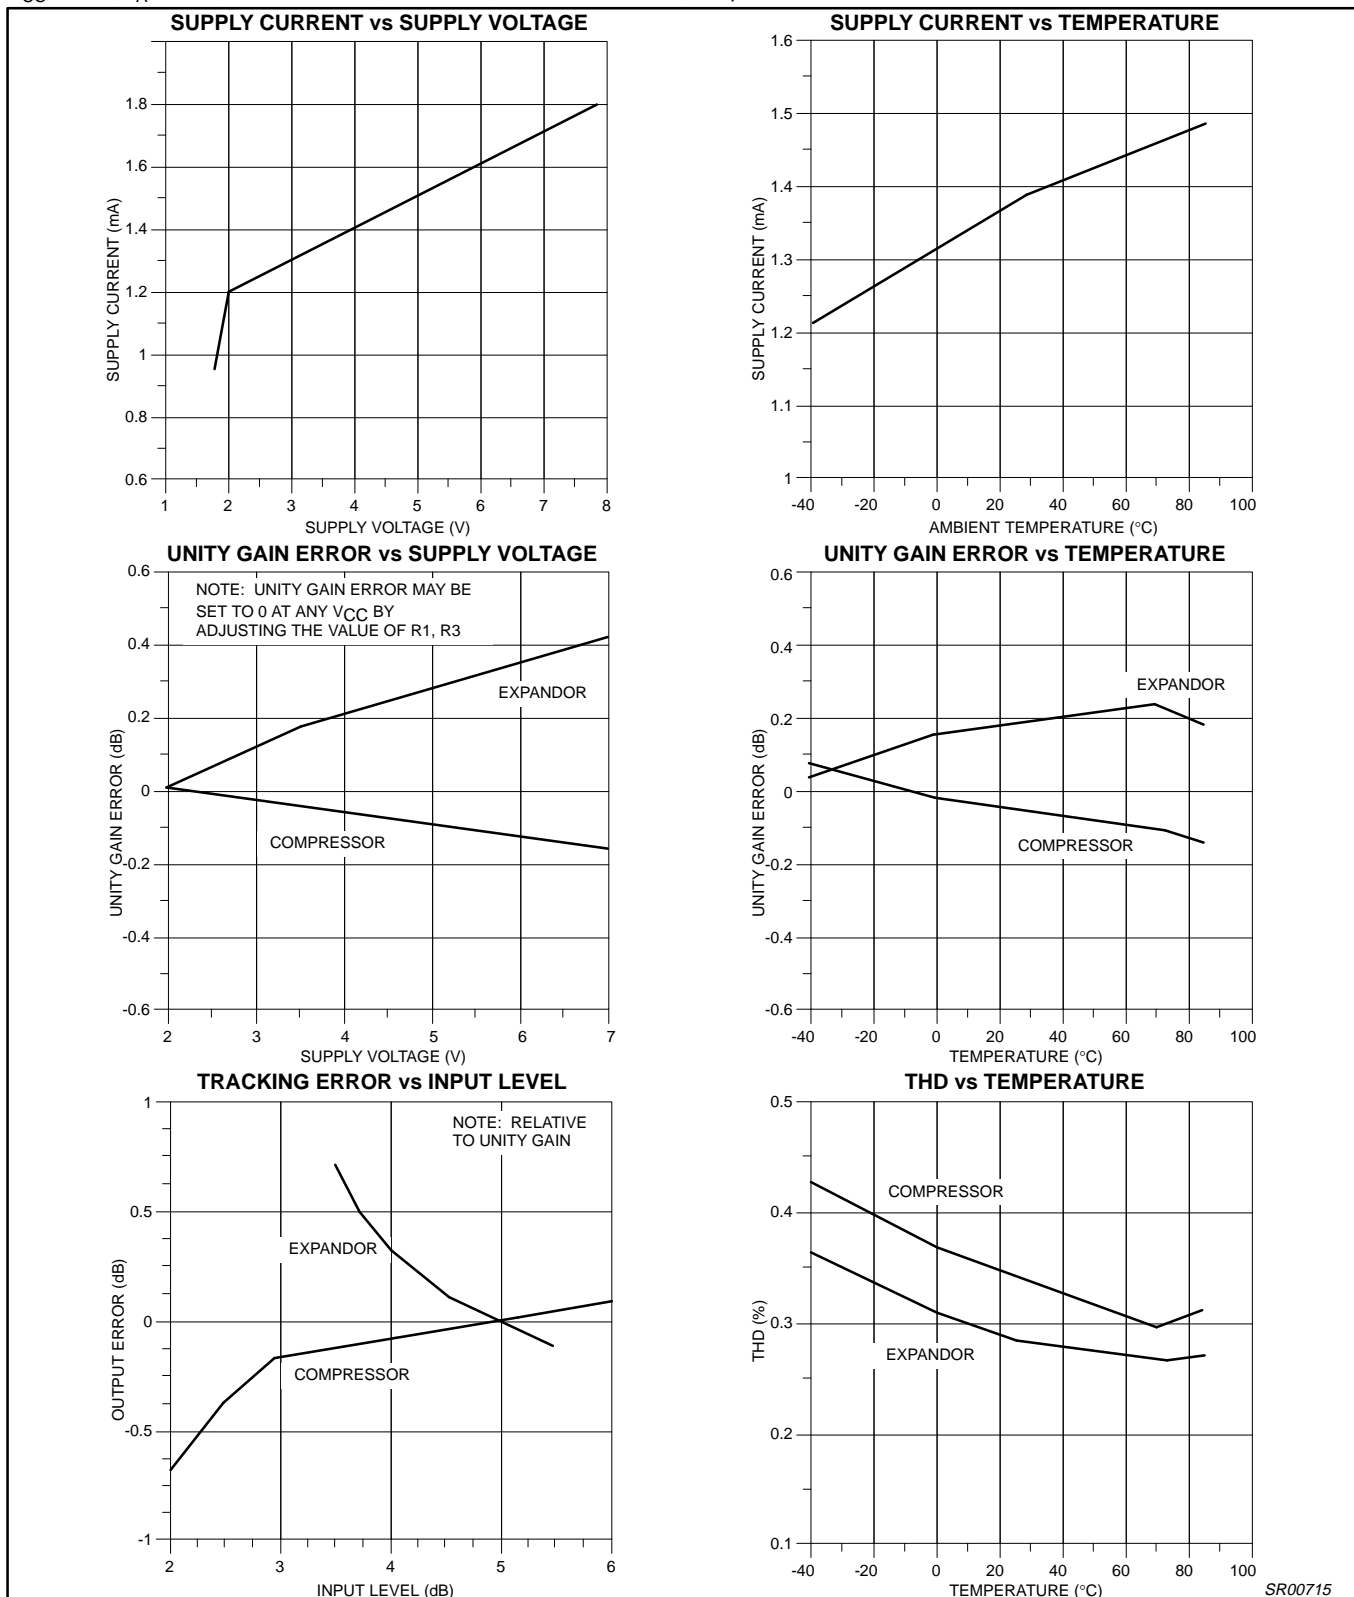 SUPPLY CURRENT vs SUPPLY VOLTAGE
1.8
1.6
1.4
1.2
1
0.8
0.6
SUPPLY CURRENT (mA)
1 2 3 4 5 6 7 8
SUPPLY VOLTAGE (V)
SUPPLY CURRENT vs TEMPERATURE
1.6
1.5
1.4
1.3
1.2
1.1
1
SUPPLY CURRENT (mA)
-40 -20 0 20 40 60 80 100
AMBIENT TEMPERATURE (°C)
UNITY GAIN ERROR vs SUPPLY VOLTAGE
NOTE: UNITY GAIN ERROR MAY BE
SET TO 0 AT ANY VCC BY
ADJUSTING THE VALUE OF R1, R3
0.6
0.4
0.2
0
-0.2
-0.4
-0.6
UNITY GAIN ERROR (dB)
EXPANDOR
COMPRESSOR
2 3 4 5 6 7
SUPPLY VOLTAGE (V)
UNITY GAIN ERROR vs TEMPERATURE
0.6
0.4
0.2
0
-0.2
-0.4
-0.6
UNITY GAIN ERROR (dB)
EXPANDOR
COMPRESSOR
-40 -20 0 20 40 60 80 100
TEMPERATURE (°C)
TRACKING ERROR vs INPUT LEVEL
NOTE: RELATIVE
TO UNITY GAIN
1
0.5
0
-0.5
-1
OUTPUT ERROR (dB)
EXPANDOR
COMPRESSOR
2 3 4 5 6
INPUT LEVEL (dB)
THD vs TEMPERATURE
0.5
0.4
0.3
0.2
0.1
THD (%)
COMPRESSOR
EXPANDOR
-40 -20 0 20 40 60 80 100
TEMPERATURE (°C)
SR00715